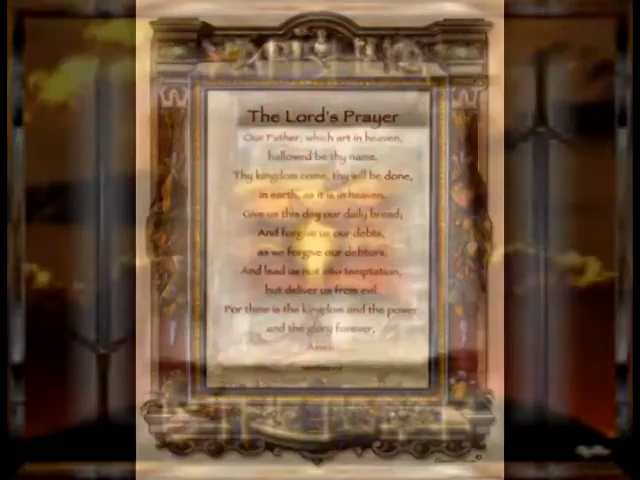 The Lord's Prayer
Our Father, which art in heaven,
hallowed be thy name.
Thy kingdom come, thy will be done,
in earth, as it is in heaven.
Give us this day our daily bread;
And forgive us our debts,
as we forgive our debtors.
And lead us not into temptation,
but deliver us from evil.
For thine is the kingdom and the power
and the glory forever,
Amen